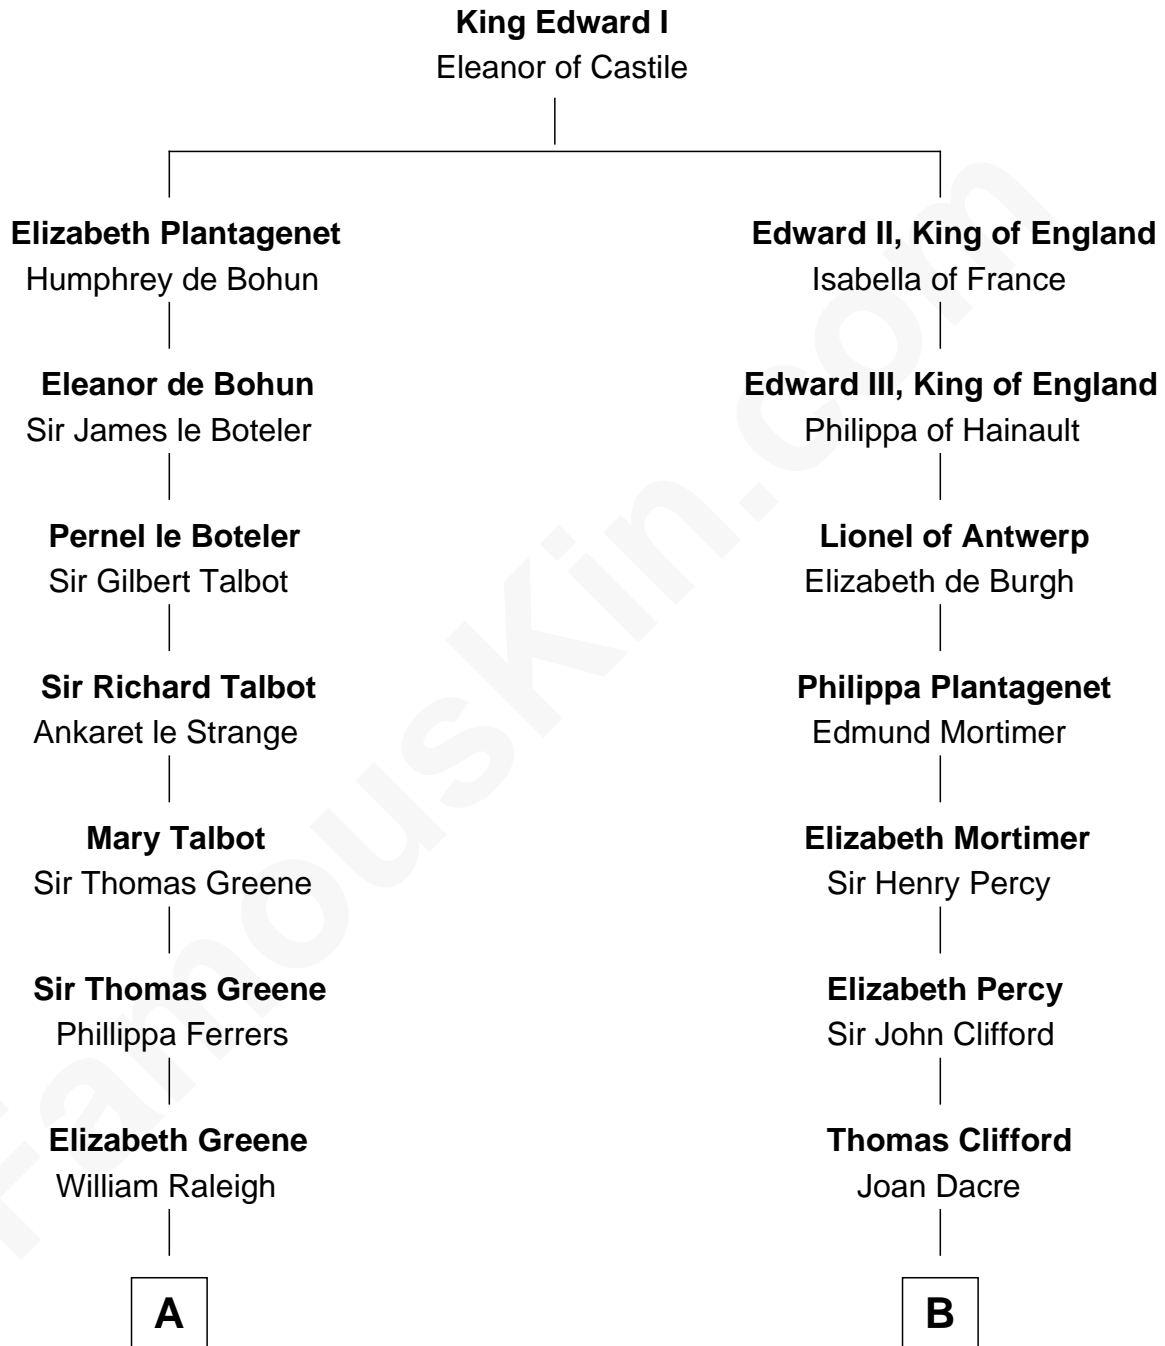 King Edward I
Eleanor of Castile
Elizabeth Plantagenet
Humphrey de Bohun
Edward II, King of England
Isabella of France
Eleanor de Bohun
Sir James le Boteler
Edward III, King of England
Philippa of Hainault
Pernel le Boteler
Sir Gilbert Talbot
Lionel of Antwerp
Elizabeth de Burgh
Sir Richard Talbot
Ankaret le Strange
Philippa Plantagenet
Edmund Mortimer
Mary Talbot
Sir Thomas Greene
Elizabeth Mortimer
Sir Henry Percy
Sir Thomas Greene
Phillippa Ferrers
Elizabeth Percy
Sir John Clifford
Elizabeth Greene
William Raleigh
Thomas Clifford
Joan Dacre
A
B
FamousKin.com